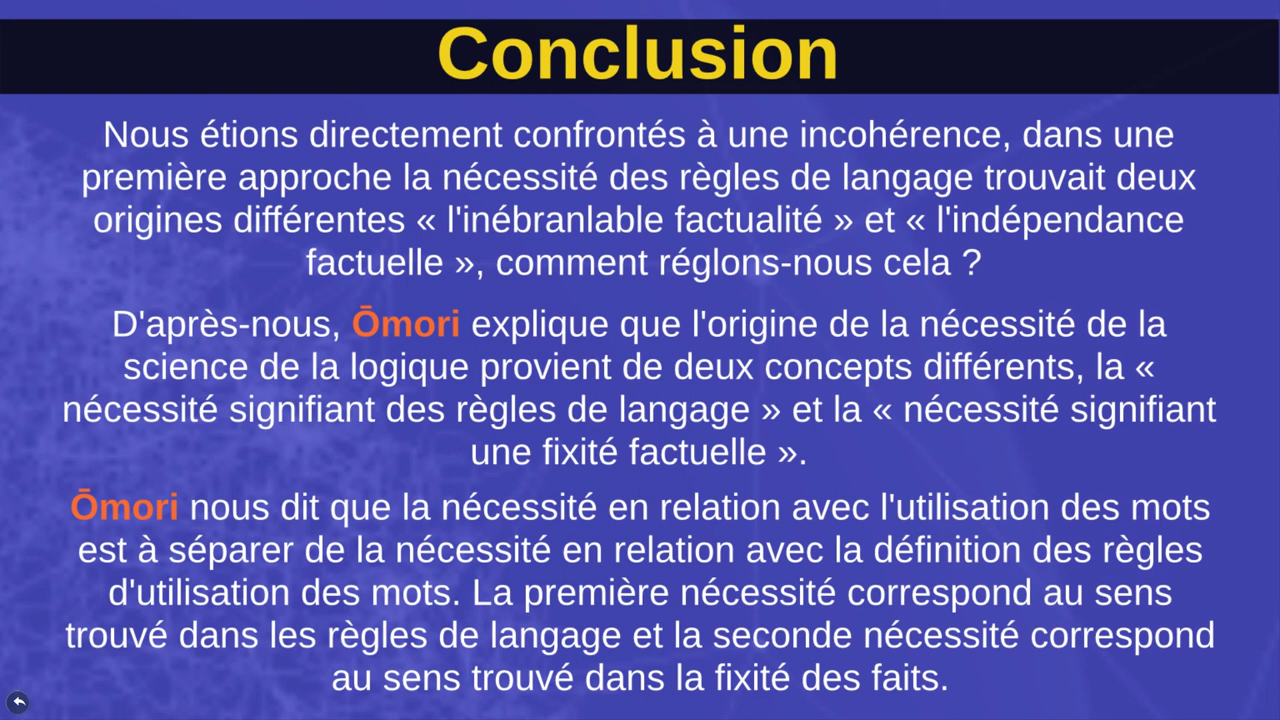 Conclusion
Nous étions directement confrontés à une incohérence, dans une
première approche la nécessité des règles de langage trouvait deux
origines différentes « l'inébranlable factualité » et « l'indépendance
factuelle », comment réglons-nous cela ?
D'après-nous, Ōmori explique que l'origine de la nécessité de la
science de la logique provient de deux concepts différents, la «
nécessité signifiant des règles de langage » et la « nécessité signifiant
une fixité factuelle ».
Ōmori nous dit que la nécessité en relation avec l'utilisation des mots
est à séparer de la nécessité en relation avec la définition des règles
d'utilisation des mots. La première nécessité correspond au sens
trouvé dans les règles de langage et la seconde nécessité correspond
au sens trouvé dans la fixité des faits.